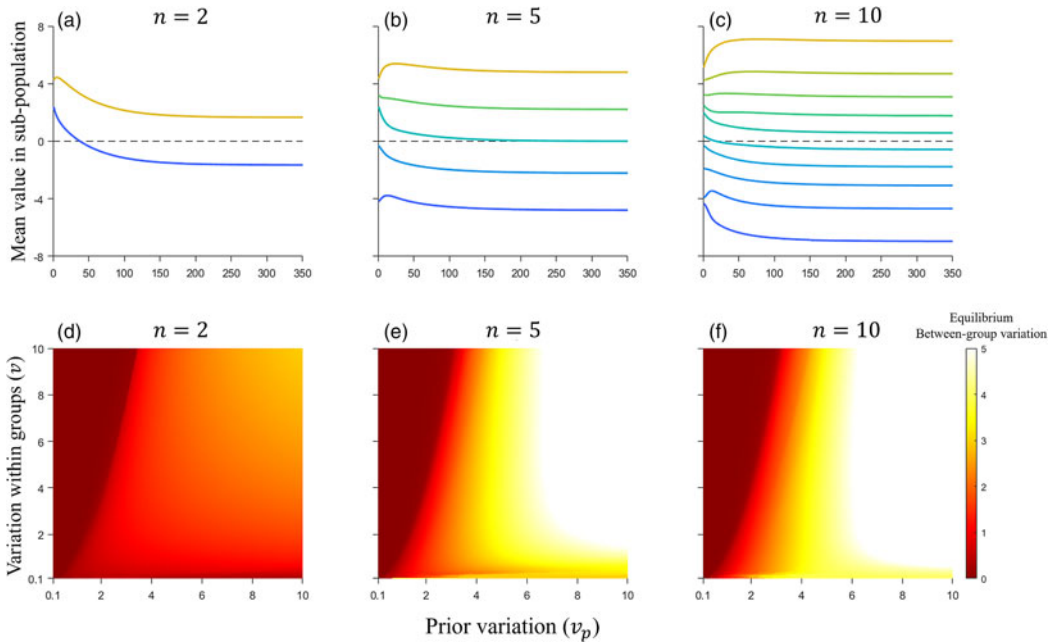 (a) n = 2
(b) n = 5
(c) n = 10
Mean value in sub-population
8
4
0
-4
-8
0 50 100 150 200 250 300 350
0 50 100 150 200 250 300 350
0 50 100 150 200 250 300 350
(d) n = 2
(e) n = 5
(f) n = 10
Equilibrium
Between-group variation
Variation within groups (v)
10
8
6
4
2
0.1
0.1 2 4 6 8 10
0.1 2 4 6 8 10
0.1 2 4 6 8 10
5
4
3
2
1
0
Prior variation (vₚ)